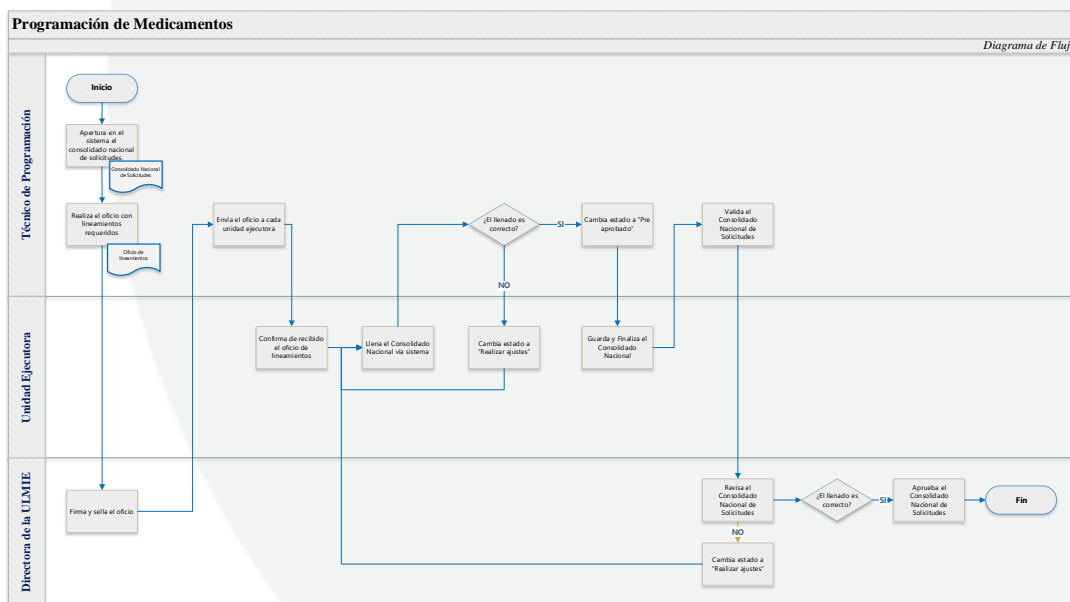 Programación de Medicamentos
Diagrama de Fluj
Técnico de Programación
Inicio
Apertura en el
sistema el
consolidado nacional
de solicitudes.
Consolidado Nacional
de Solicitudes
Realiza el oficio con
lineamientos
requeridos
Oficio de
lineamientos
Envía el oficio a cada
unidad ejecutora
¿El llenado es
correcto?
SI
NO
Cambia estado a "Pre
aprobado"
Valida el
Consolidado
Nacional de
Solicitudes
Unidad Ejecutora
Confirma de recibido
el oficio de
lineamientos
Llena el Consolidado
Nacional vía sistema
Cambia estado a
"Realizar ajustes"
Guarda y Finaliza el
Consolidado
Nacional
Directora de la ULMIE
Firma y sella el oficio
Revisa el
Consolidado
Nacional de
Solicitudes
¿El llenado es
correcto?
SI
Aprueba el
Consolidado
Nacional de
Solicitudes
Fin
NO
Cambia estado a
"Realizar ajustes"